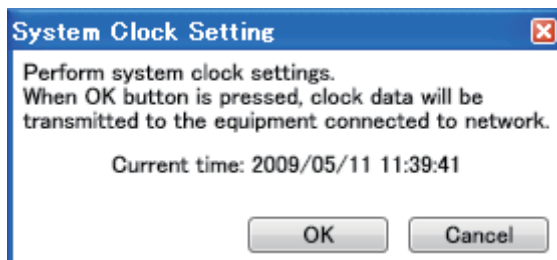 System Clock Setting
Perform system clock settings.
When OK button is pressed, clock data will be
transmitted to the equipment connected to network.
Current time: 2009/05/11 11:39:41
OK Cancel